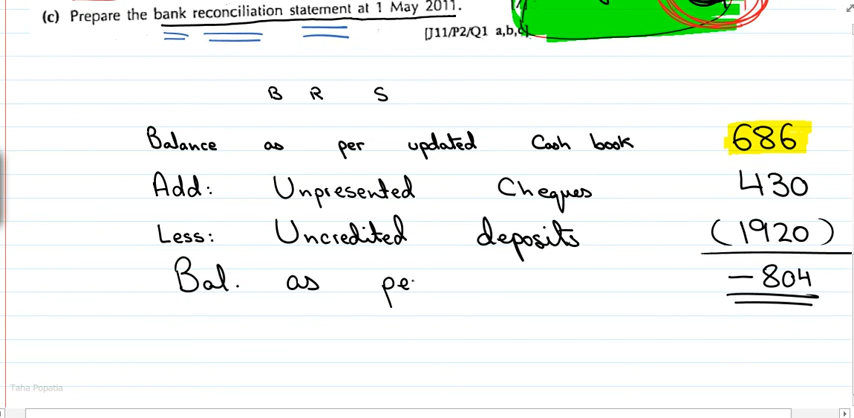 (c) Prepare the bank reconciliation statement at 1 May 2011.
[J11/P2/Q1 a,b,c]
B R S
Balance as per updated Cash book 686
Add: Unpresented Cheques 430
Less: Uncredited deposits (1920)
Bal. as pe -804
Taha Popatia